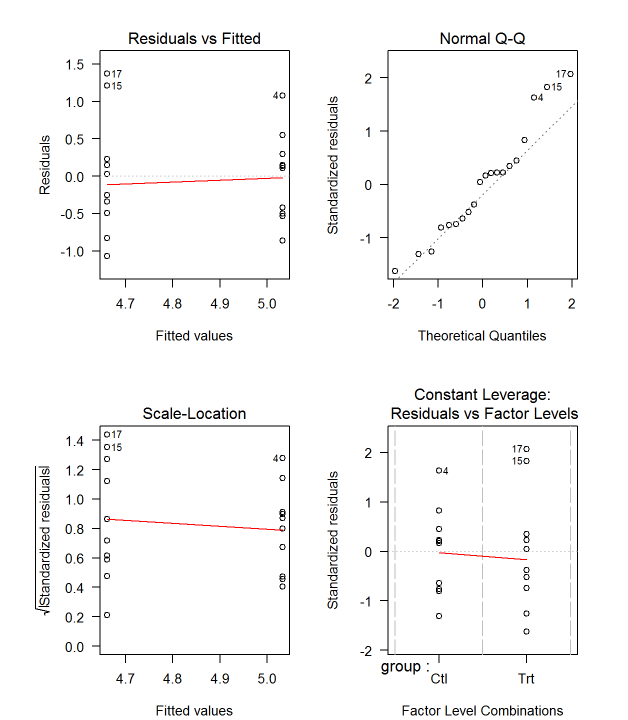 Residuals vs Fitted
Residuals
1.5
1.0
0.5
0.0
-0.5
-1.0
17
15
4
4.7 4.8 4.9 5.0
Fitted values
Normal Q-Q
Standardized residuals
2
1
0
-1
17
15
4
-2 -1 0 1 2
Theoretical Quantiles
Scale-Location
√|Standardized residuals|
1.4
1.2
1.0
0.8
0.6
0.4
0.2
0.0
17
15
4
4.7 4.8 4.9 5.0
Fitted values
Constant Leverage:
Residuals vs Factor Levels
Standardized residuals
2
1
0
-1
-2
17
15
4
group :
Ctl Trt
Factor Level Combinations